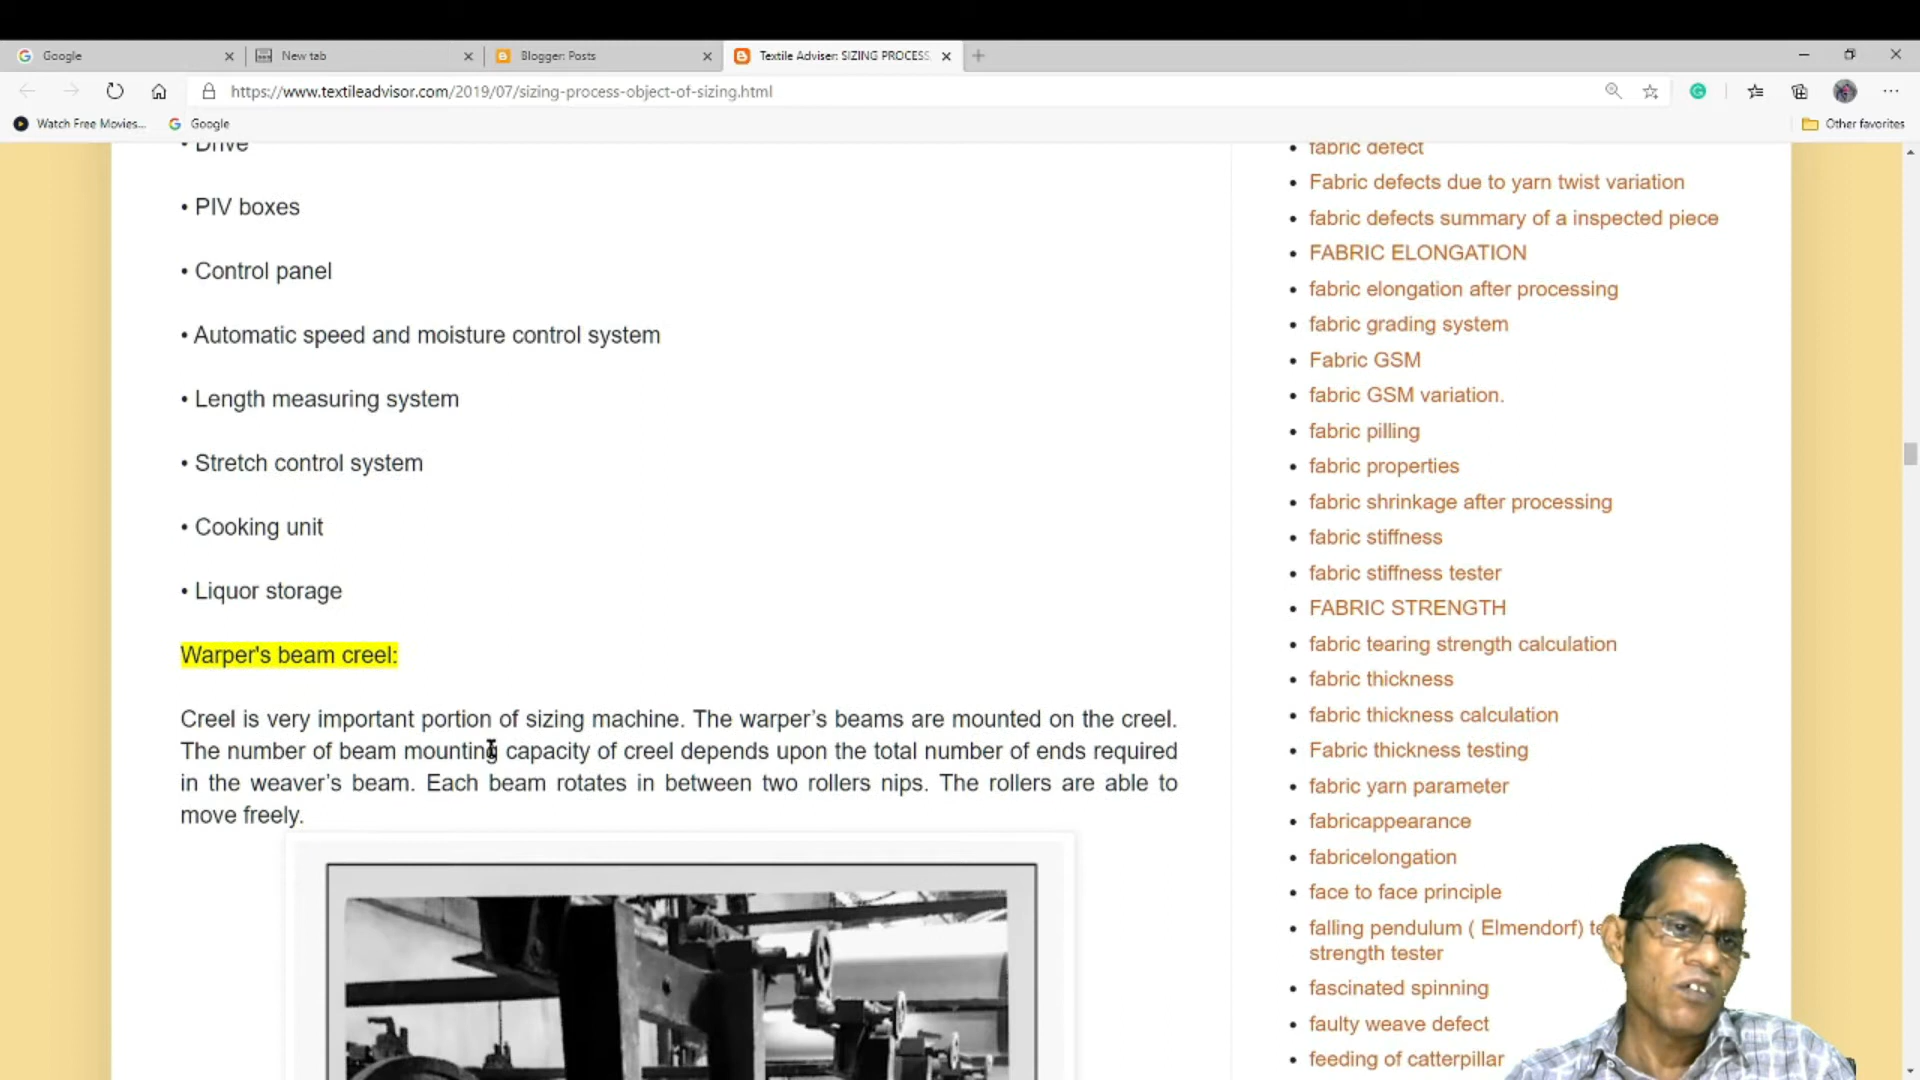 Google
New tab
Blogger: Posts
Textile Adviser: SIZING PROCESS,
https://www.textileadvisor.com/2019/07/sizing-process-object-of-sizing.html
Watch Free Movies...
Google
Other favorites
• Drive
• PIV boxes
• Control panel
• Automatic speed and moisture control system
• Length measuring system
• Stretch control system
• Cooking unit
• Liquor storage
Warper's beam creel:
Creel is very important portion of sizing machine. The warper’s beams are mounted on the creel.
The number of beam mounting capacity of creel depends upon the total number of ends required
in the weaver’s beam. Each beam rotates in between two rollers nips. The rollers are able to
move freely.
• fabric defect
• Fabric defects due to yarn twist variation
• fabric defects summary of a inspected piece
• FABRIC ELONGATION
• fabric elongation after processing
• fabric grading system
• Fabric GSM
• fabric GSM variation.
• fabric pilling
• fabric properties
• fabric shrinkage after processing
• fabric stiffness
• fabric stiffness tester
• FABRIC STRENGTH
• fabric tearing strength calculation
• fabric thickness
• fabric thickness calculation
• Fabric thickness testing
• fabric yarn parameter
• fabricappearance
• fabricelongation
• face to face principle
• falling pendulum ( Elmendorf)
strength tester
• fascinated spinning
• faulty weave defect
• feeding of catterpillar